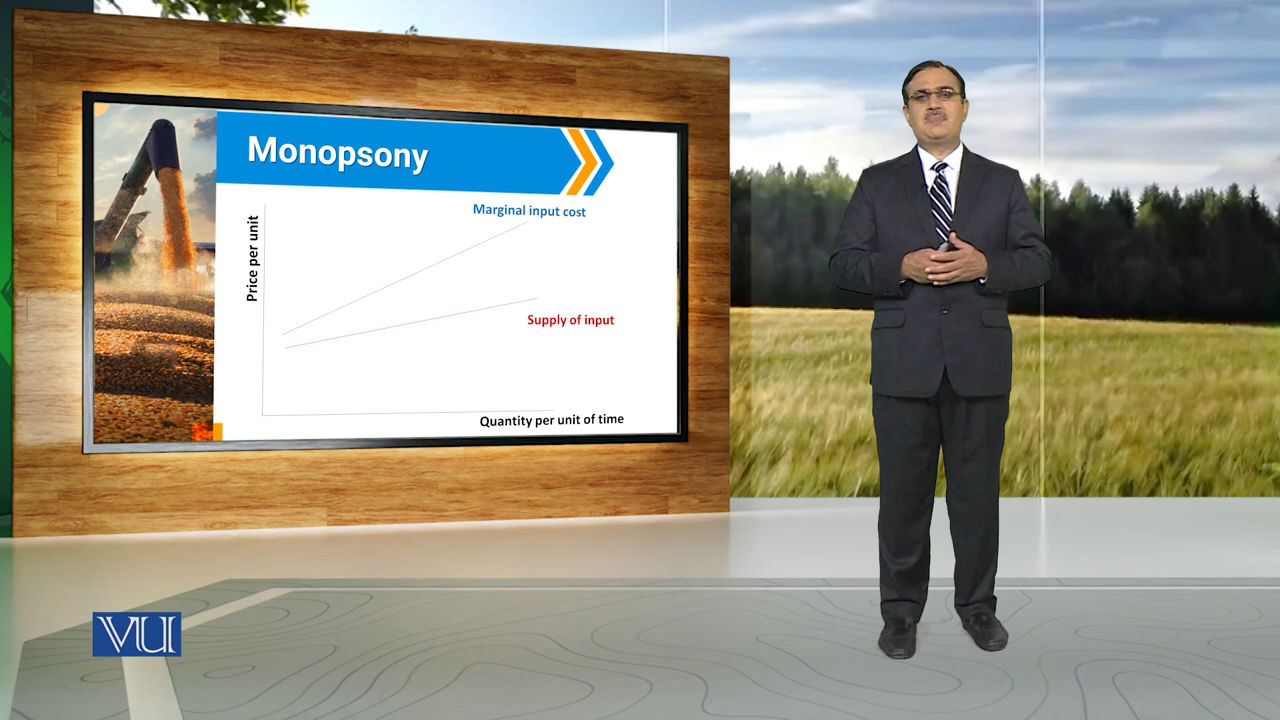 Monopsony
Marginal input cost
Price per unit
Supply of input
Quantity per unit of time
VU